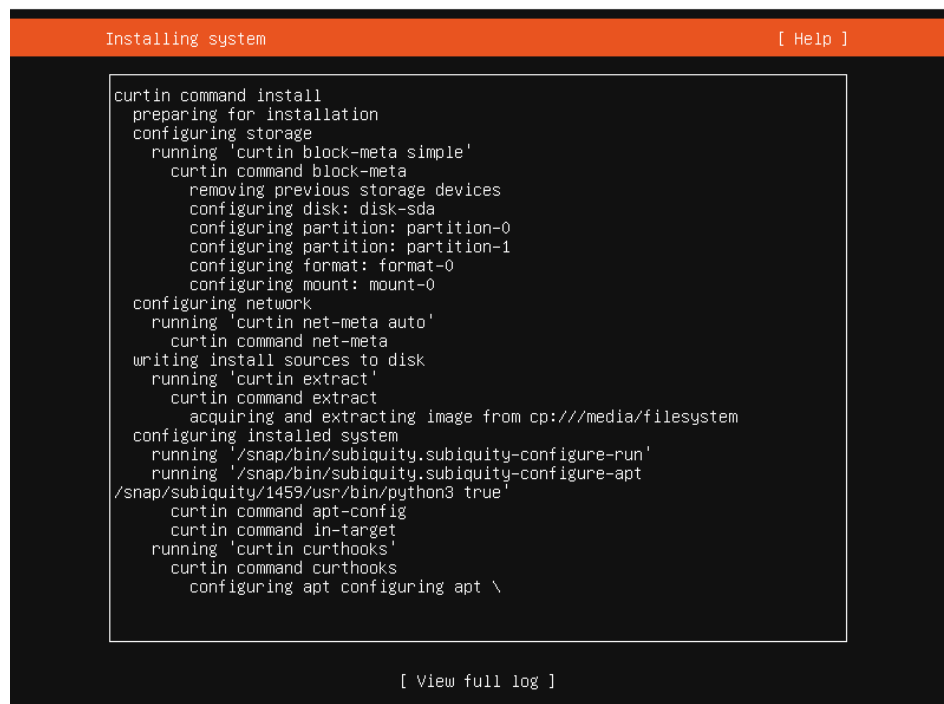 Installing system
[ Help ]
curtin command install
preparing for installation
configuring storage
running 'curtin block-meta simple'
curtin command block-meta
removing previous storage devices
configuring disk: disk-sda
configuring partition: partition-0
configuring partition: partition-1
configuring format: format-0
configuring mount: mount-0
configuring network
running 'curtin net-meta auto'
curtin command net-meta
writing install sources to disk
running 'curtin extract'
curtin command extract
acquiring and extracting image from cp:///media/filesystem
configuring installed system
running '/snap/bin/subiquity.subiquity-configure-run'
running '/snap/bin/subiquity.subiquity-configure-apt
/snap/subiquity/1459/usr/bin/python3 true'
curtin command apt-config
curtin command in-target
running 'curtin curthooks'
curtin command curthooks
configuring apt configuring apt \
[ View full log ]